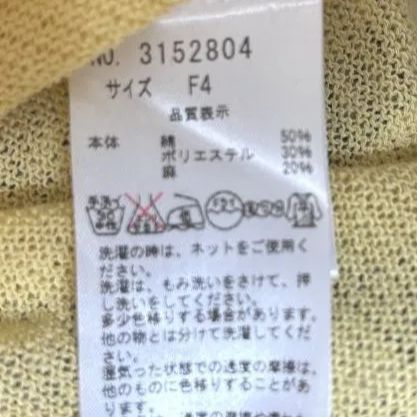 NO. 3152804
サイズ F4
品質表示
本体 綿 50%
ポリエステル 30%
麻 20%
手洗イ
中性
洗濯の時は、ネットをご使用く
ださい。
洗濯は、もみ洗いをさけて、押
し洗いをしてください。
多少色移りする場合があります。
他の物とは分けて洗濯してくだ
さい。
湿気った状態での過度の摩擦は、
他のものに色移りすることがあ
ります。